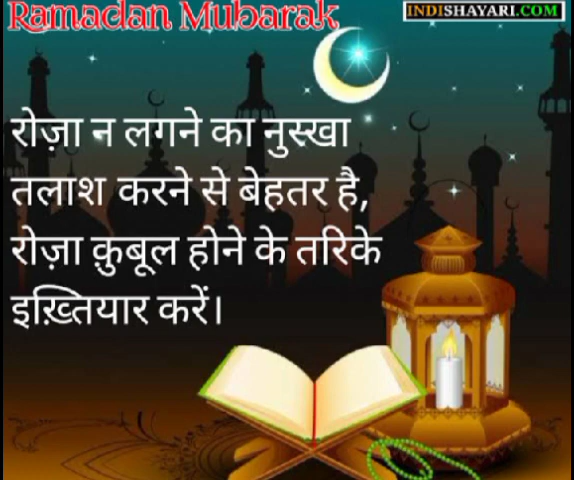 Ramadan Mubarak
INDISHAYARI.COM
रोज़ा न लगने का नुस्खा
तलाश करने से बेहतर है,
रोज़ा क़ुबूल होने के तरिके
इख़्तियार करें।